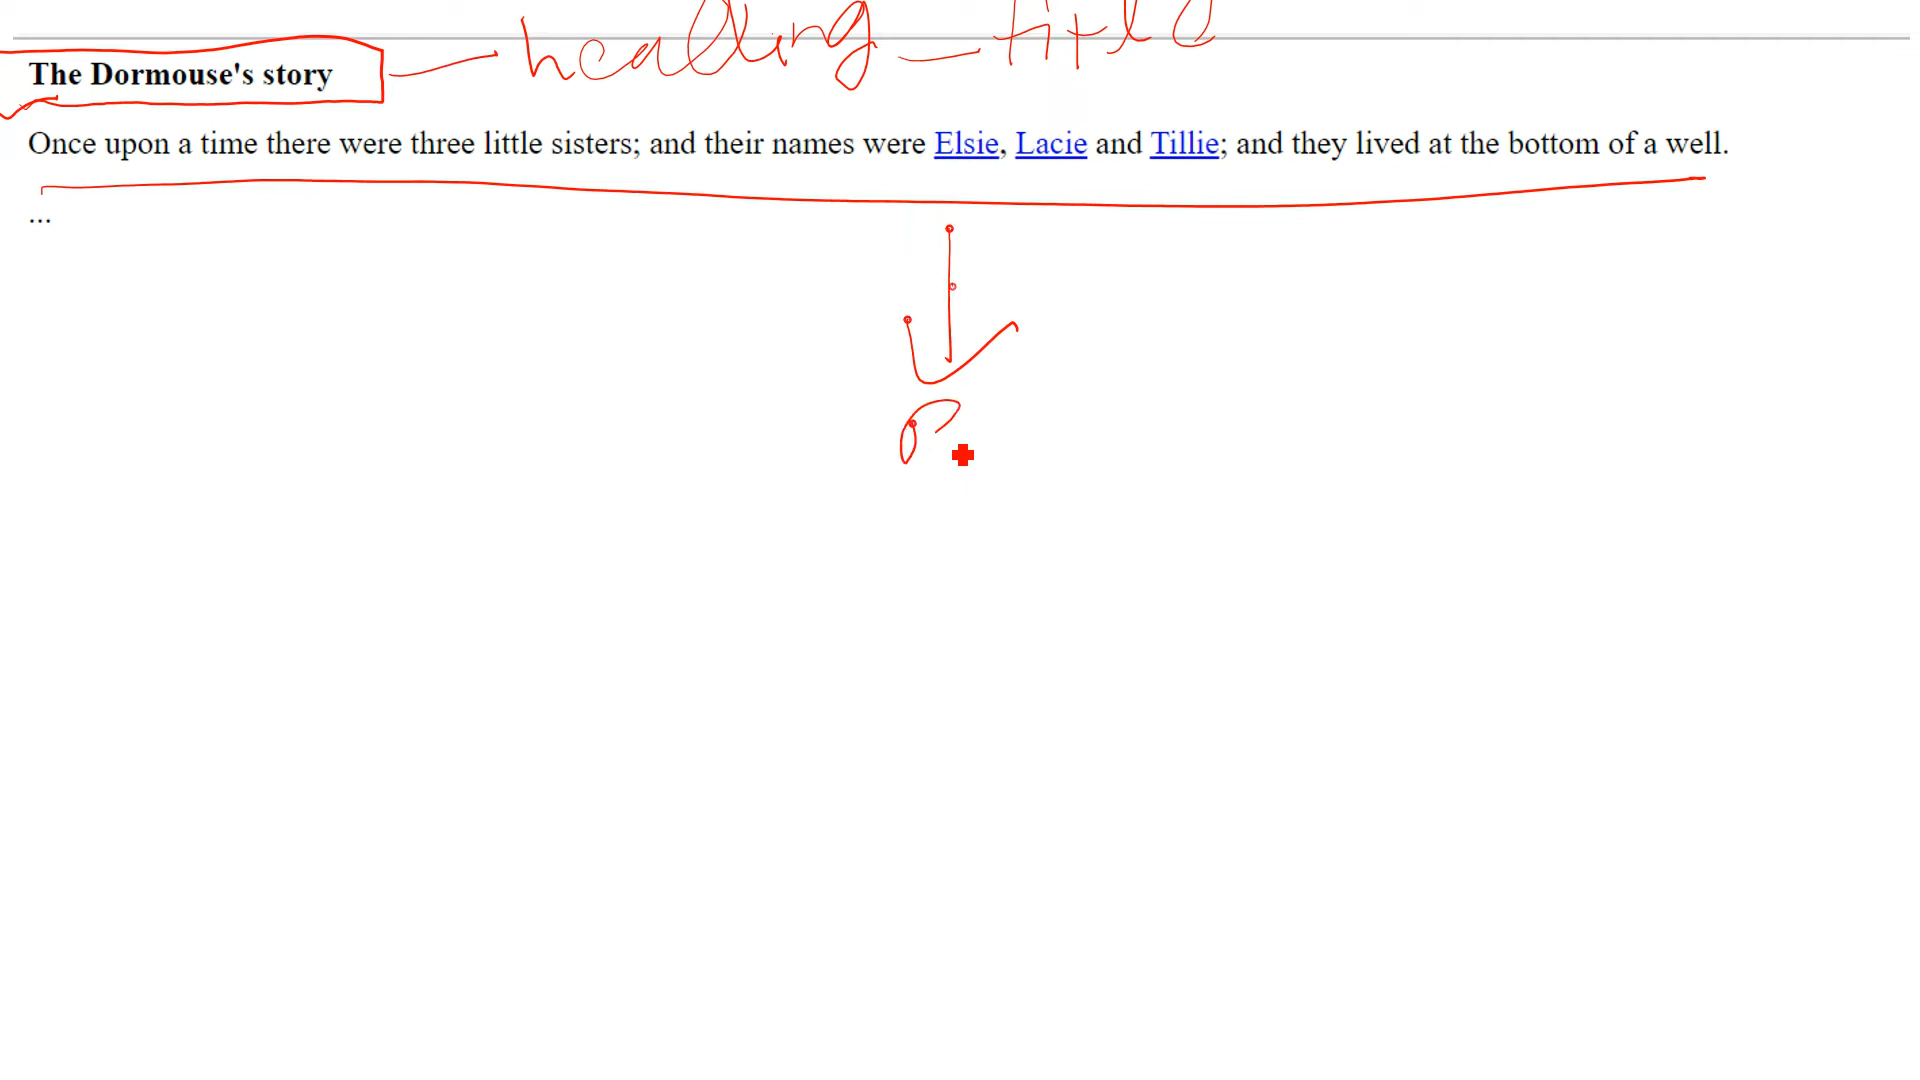 heading - title
The Dormouse's story
Once upon a time there were three little sisters; and their names were Elsie, Lacie and Tillie; and they lived at the bottom of a well.
...